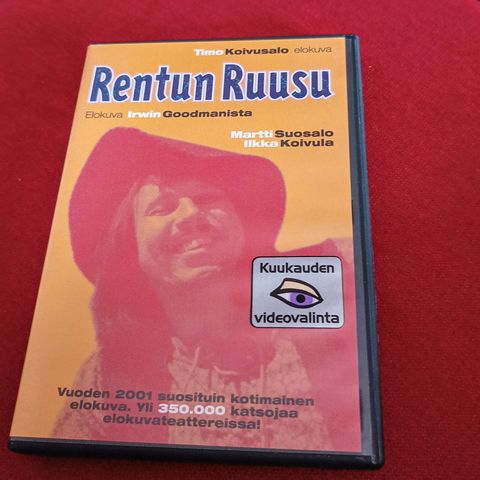 Timo Koivusalo elokuva
Rentun Ruusu
Elokuva Irwin Goodmanista
Martti Suosalo
Ilkka Koivula
Kuukauden
videovalinta
Vuoden 2001 suosituin kotimainen
elokuva. Yli 350.000 katsojaa
elokuvateattereissa!